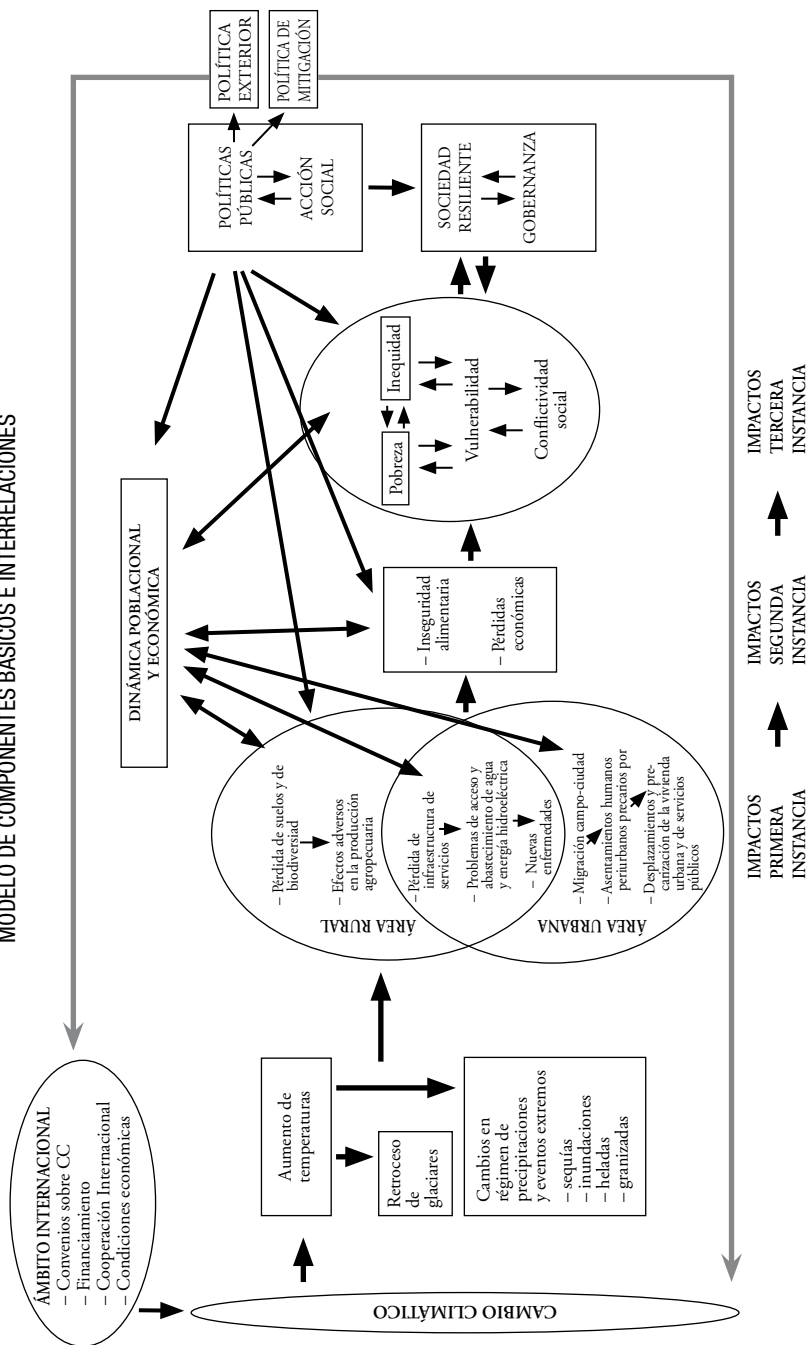 MODELO DE COMPONENTES BÁSICOS E INTERRELACIONES
ÁMBITO INTERNACIONAL
– Convenios sobre CC
– Financiamiento
– Cooperación Internacional
– Condiciones económicas
CAMBIO CLIMÁTICO
Aumento de
temperaturas
Retroceso
de
glaciares
Cambios en
régimen de
precipitaciones
y eventos extremos
– sequías
– inundaciones
– heladas
– granizadas
DINÁMICA POBLACIONAL
Y ECONÓMICA
ÁREA RURAL
– Pérdida de suelos y de
biodiversiad
– Efectos adversos
en la producción
agropecuaria
– Pérdida de
infraestructura de
servicios
– Problemas de acceso y
abastecimiento de agua
y energía hidroeléctrica
– Nuevas
enfermedades
ÁREA URBANA
– Migración campo-ciudad
– Asentamientos humanos
periurbanos precarios por
– Desplazamientos y pre-
carización de la vivienda
urbana y de servicios
públicos
– Inseguridad
alimentaria
– Pérdidas
económicas
Pobreza
Inequidad
Vulnerabilidad
Conflictividad
social
POLÍTICAS
PÚBLICAS
ACCIÓN
SOCIAL
POLÍTICA
EXTERIOR
POLÍTICA DE
MITIGACIÓN
SOCIEDAD
RESILIENTE
GOBERNANZA
IMPACTOS
PRIMERA
INSTANCIA
IMPACTOS
SEGUNDA
INSTANCIA
IMPACTOS
TERCERA
INSTANCIA